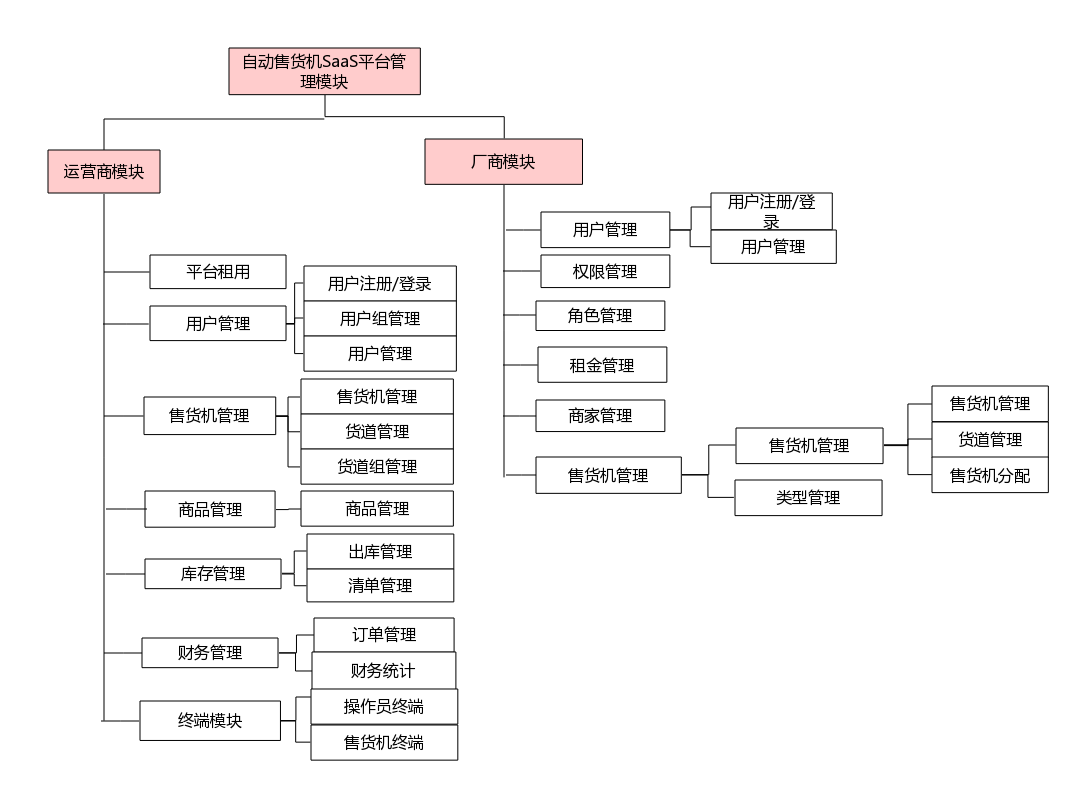 自动售货机SaaS平台管
理模块
运营商模块
平台租用
用户管理
用户注册/登录
用户组管理
用户管理
售货机管理
售货机管理
货道管理
货道组管理
商品管理
商品管理
库存管理
出库管理
清单管理
财务管理
订单管理
财务统计
终端模块
操作员终端
售货机终端
厂商模块
用户管理
用户注册/登
录
用户管理
权限管理
角色管理
租金管理
商家管理
售货机管理
售货机管理
售货机管理
货道管理
售货机分配
类型管理